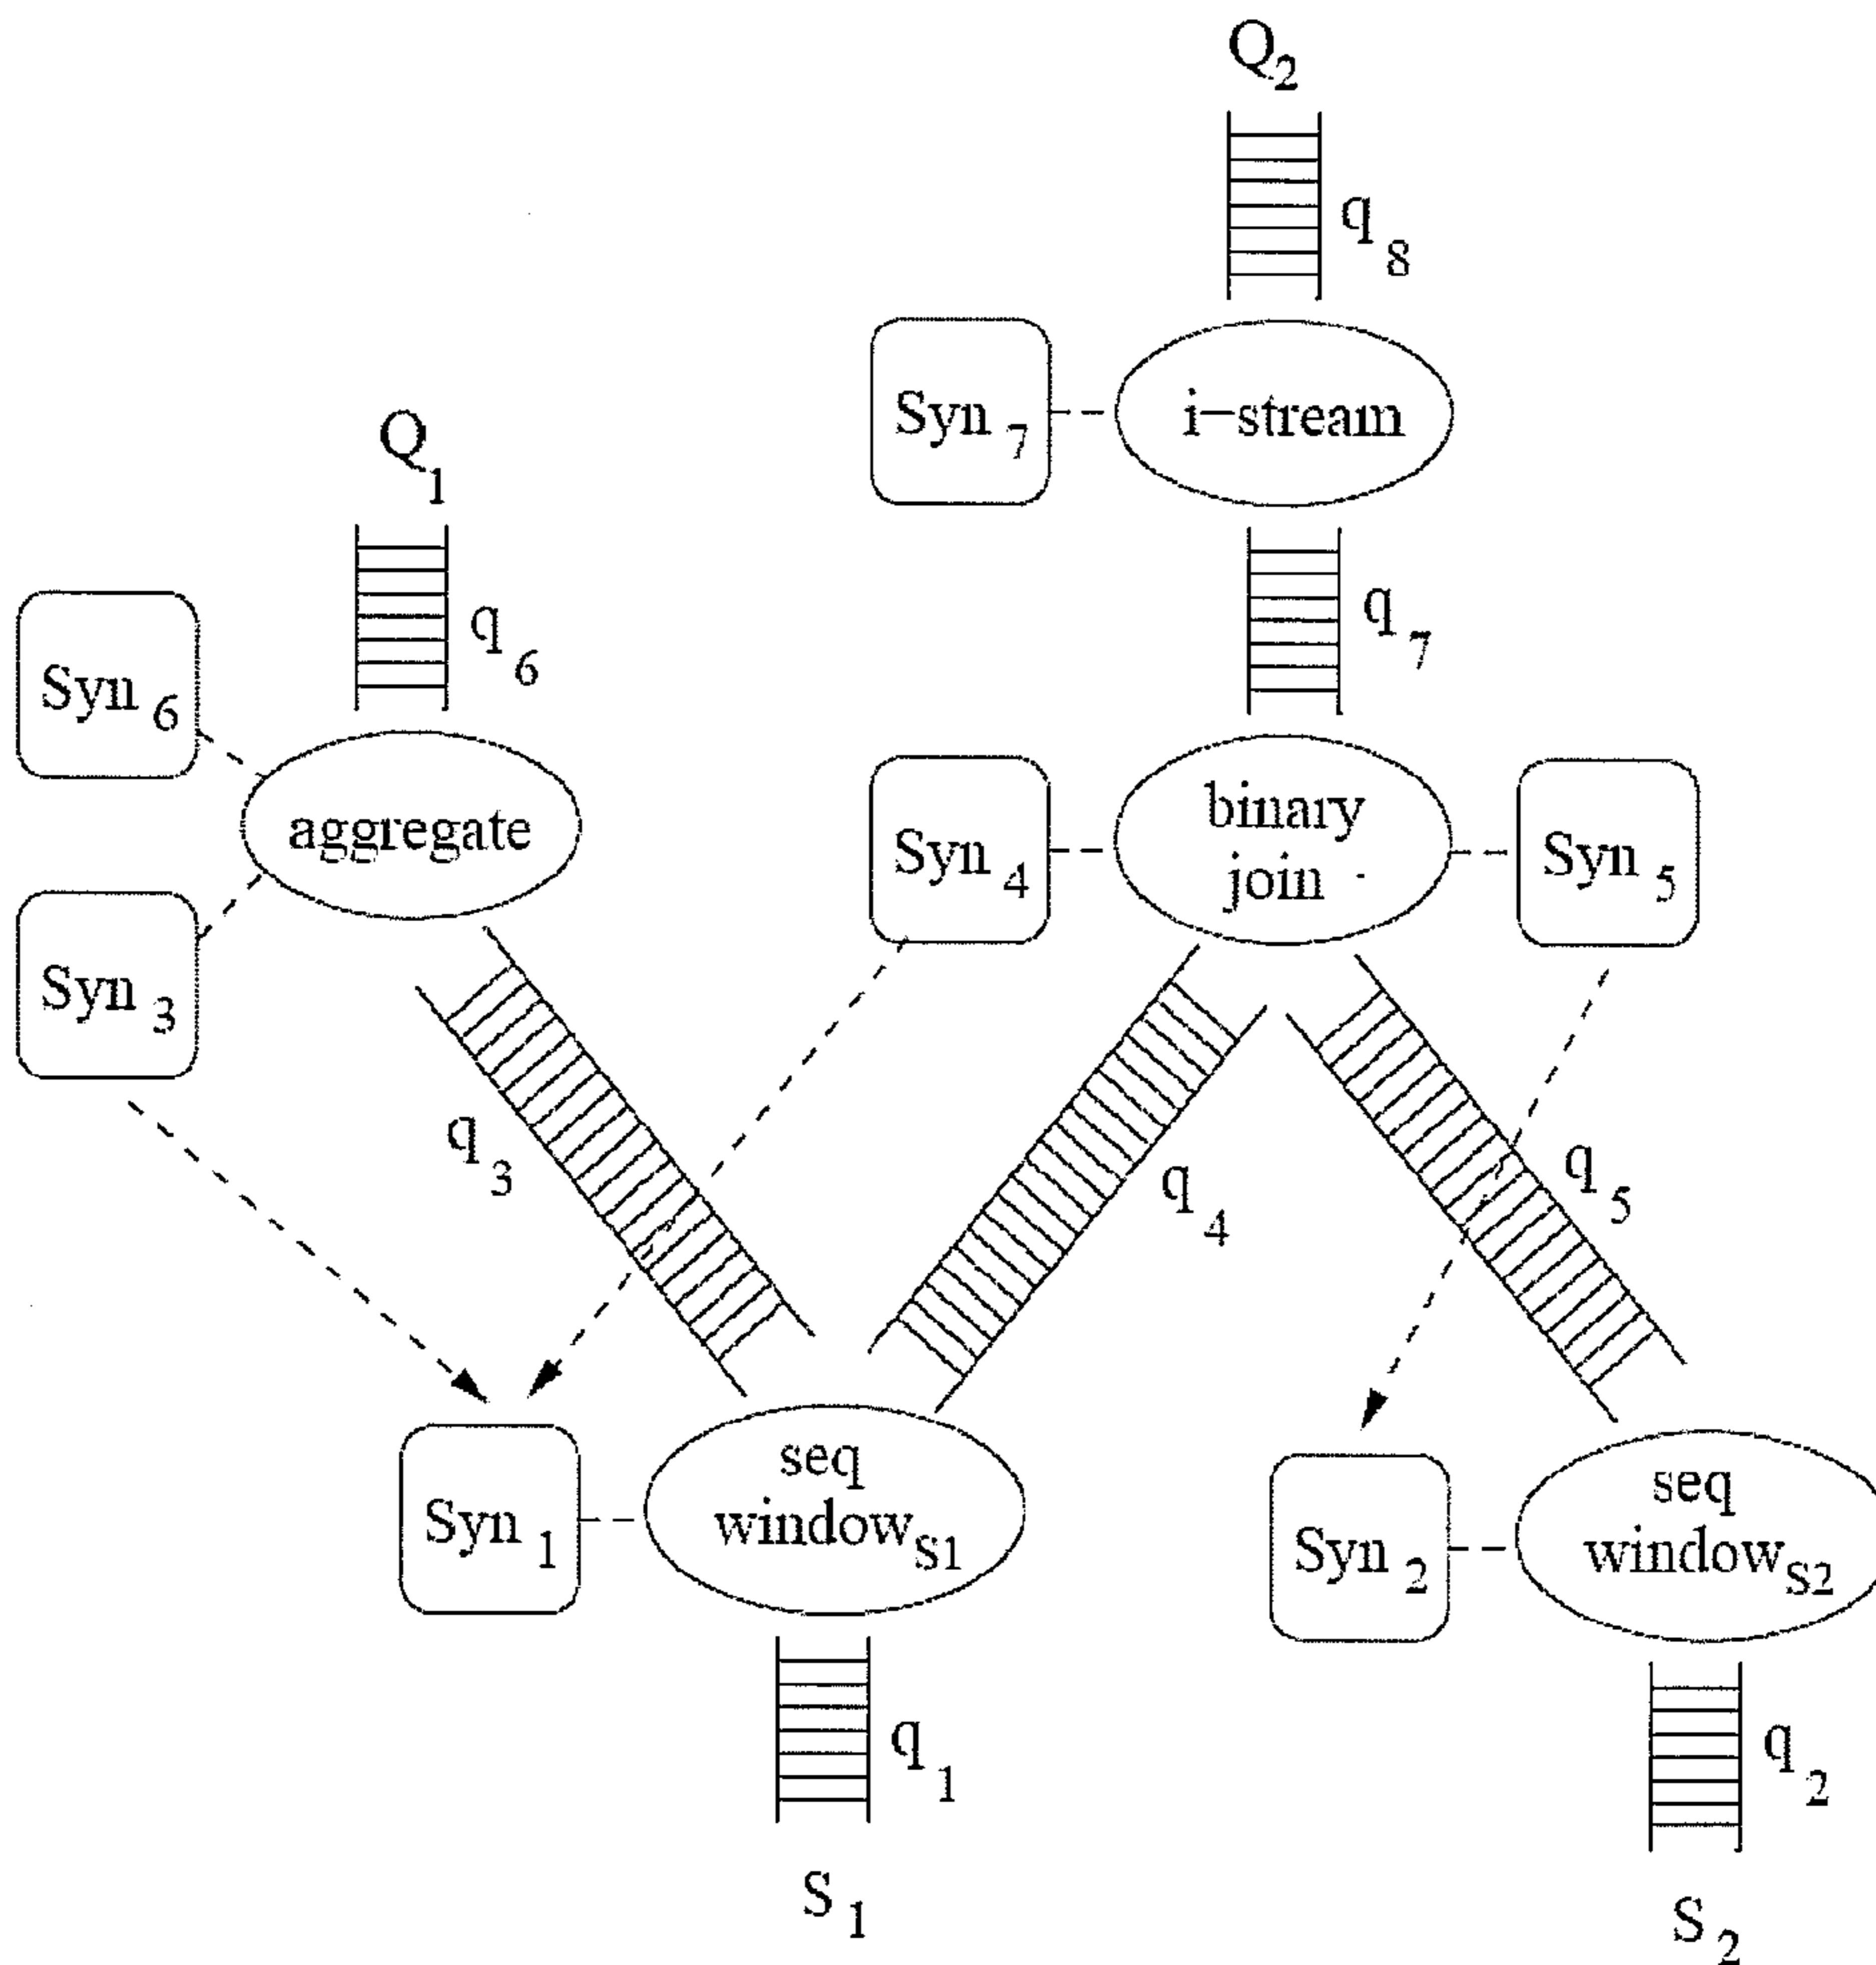 Q2
q8
Syn7
i−stream
Q1
q7
q6
Syn6
aggregate
Syn4
binary
join
Syn5
Syn3
q3
q4
q5
Syn1
seq
windowS1
Syn2
seq
windowS2
q1
q2
S1
S2